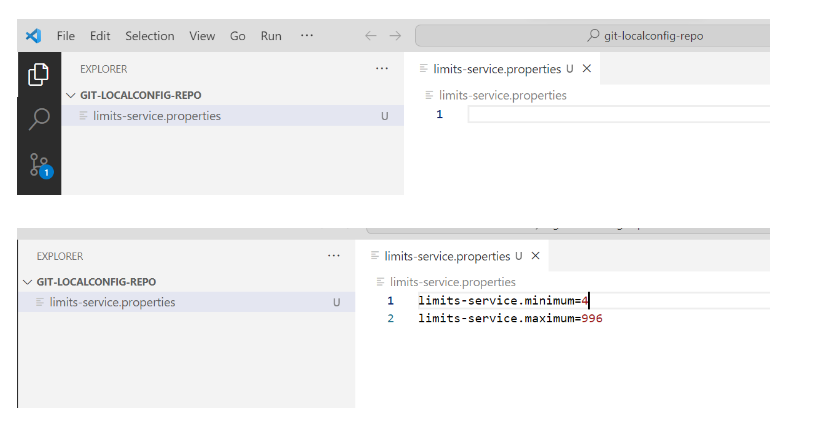 File Edit Selection View Go Run ··· ← → git-localconfig-repo
EXPLORER ··· limits-service.properties U ×
GIT-LOCALCONFIG-REPO limits-service.properties
limits-service.properties U 1
1
EXPLORER ··· limits-service.properties U ×
GIT-LOCALCONFIG-REPO limits-service.properties
limits-service.properties U 1 limits-service.minimum=4
2 limits-service.maximum=996